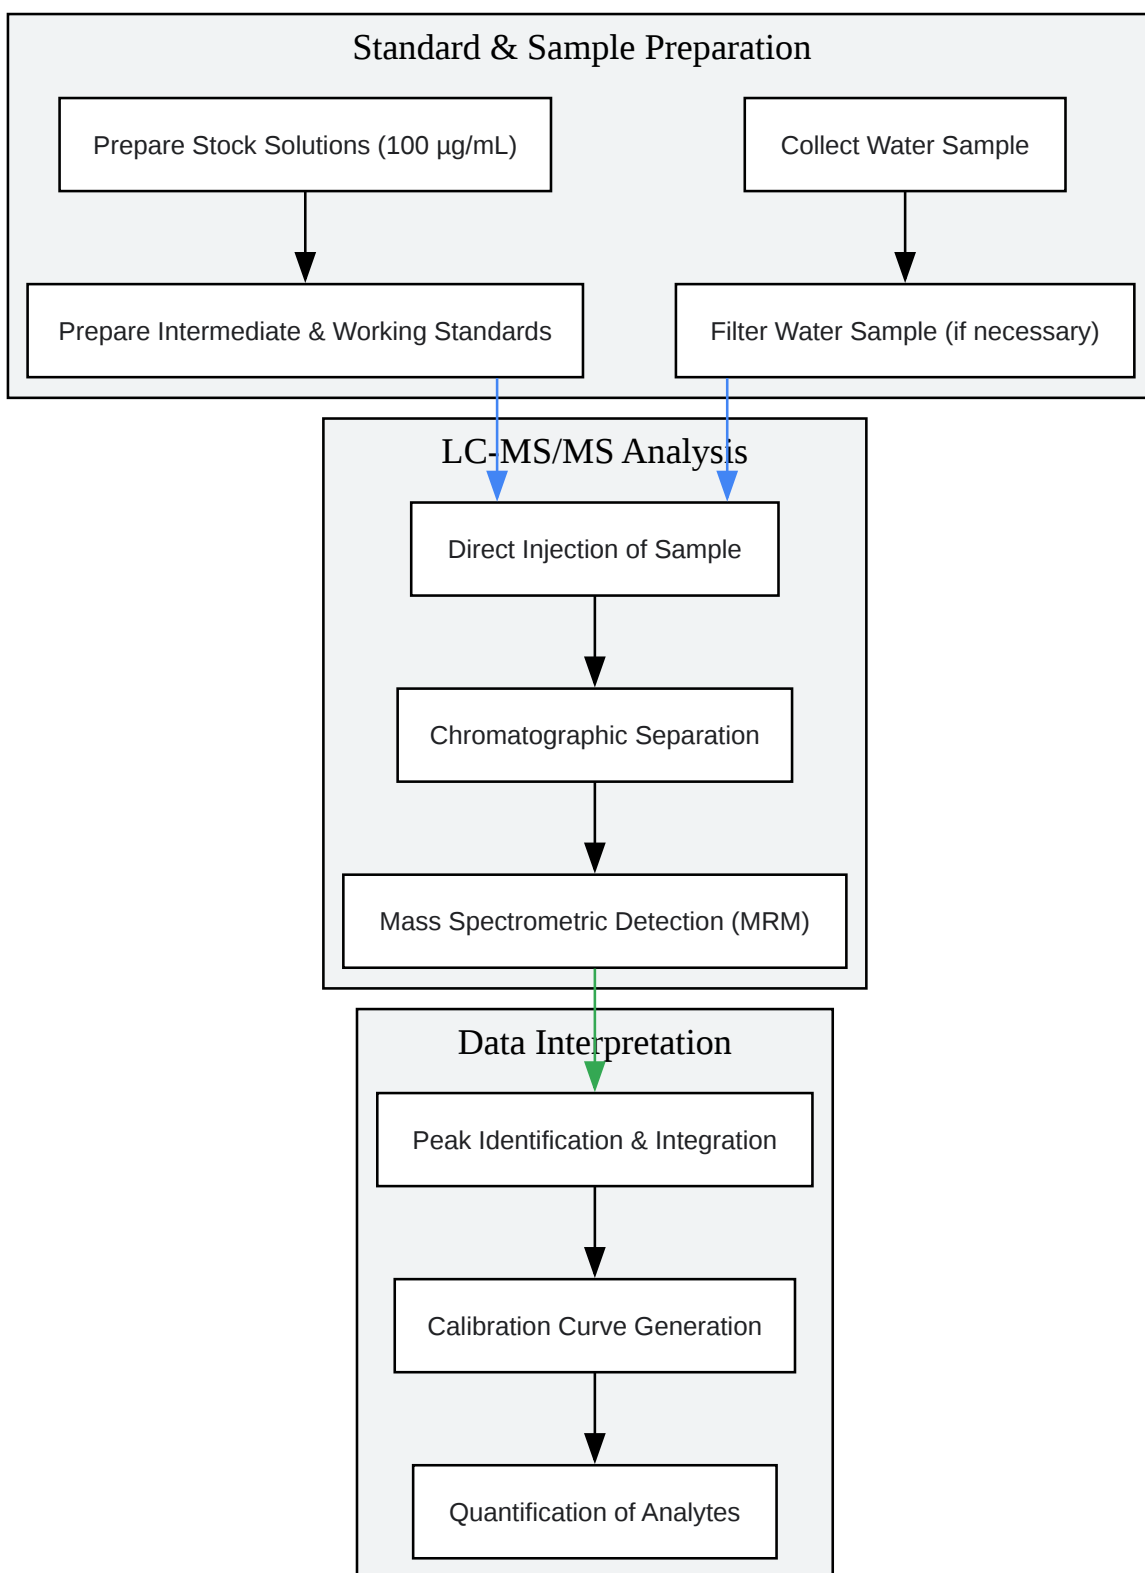 Standard & Sample Preparation
Prepare Stock Solutions (100 µg/mL)
Collect Water Sample
Prepare Intermediate & Working Standards
Filter Water Sample (if necessary)
LC-MS/MS Analysis
Direct Injection of Sample
Chromatographic Separation
Mass Spectrometric Detection (MRM)
Data Interpretation
Peak Identification & Integration
Calibration Curve Generation
Quantification of Analytes